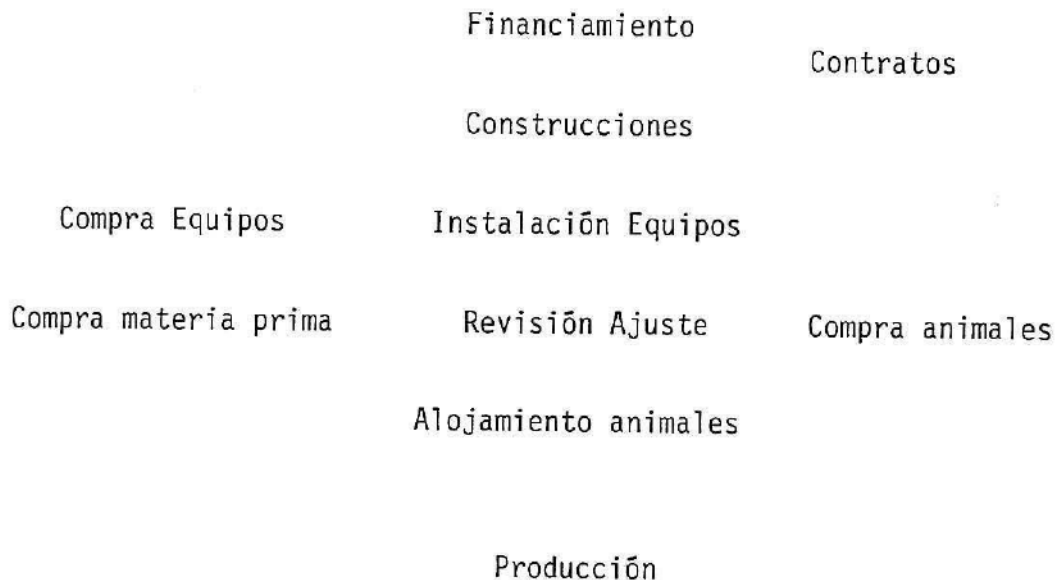 Financiamiento
Contratos
Construcciones
Compra Equipos    Instalación Equipos
Compra materia prima    Revisión Ajuste    Compra animales
Alojamiento animales
Producción